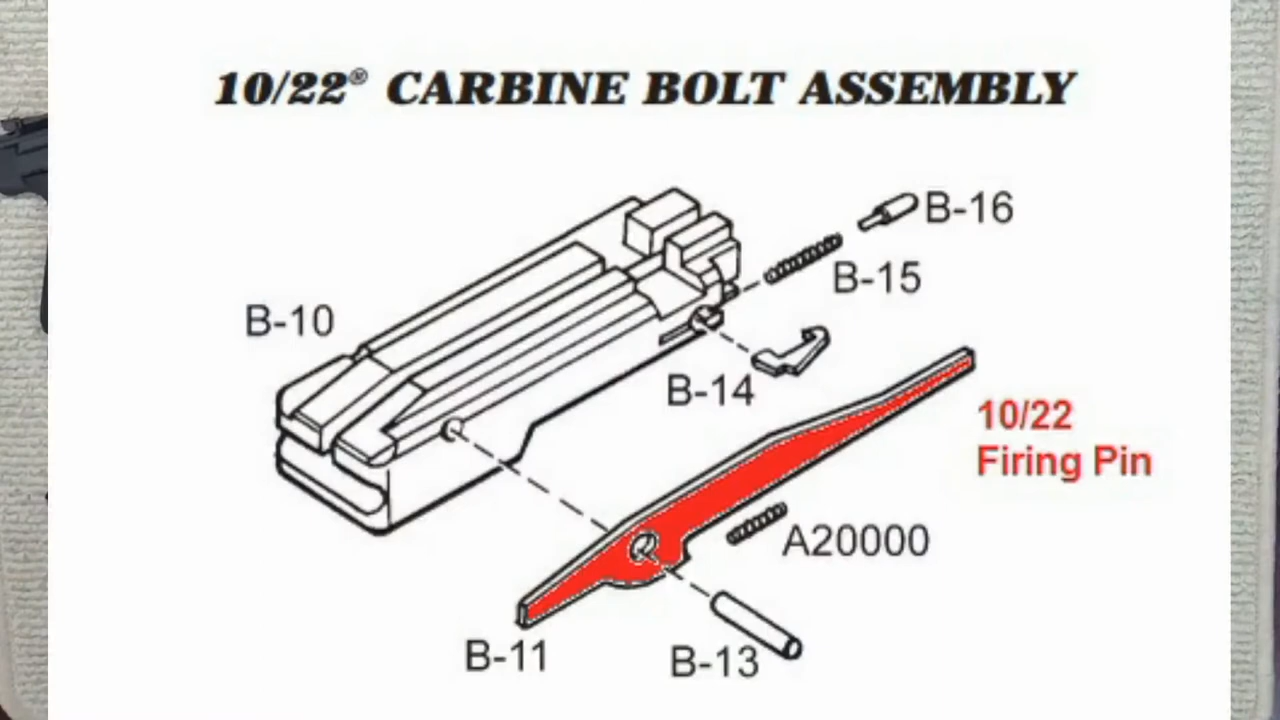 10/22® CARBINE BOLT ASSEMBLY
B-16
B-15
B-10
B-14
10/22
Firing Pin
A20000
B-11
B-13